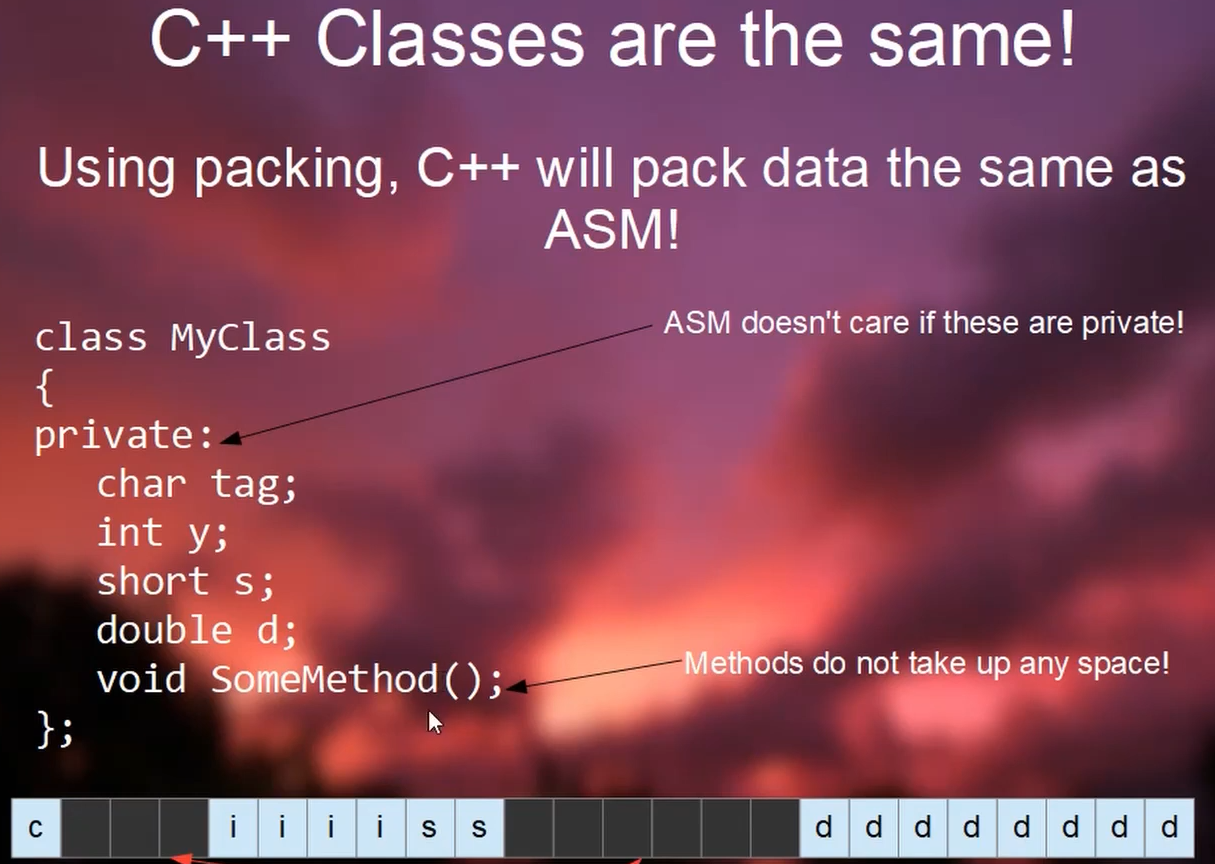 C++ Classes are the same!
Using packing, C++ will pack data the same as
ASM!
ASM doesn't care if these are private!
class MyClass
{
private:
char tag;
int y;
short s;
double d;
void SomeMethod();
Methods do not take up any space!
};
c i i i i s s d d d d d d d d